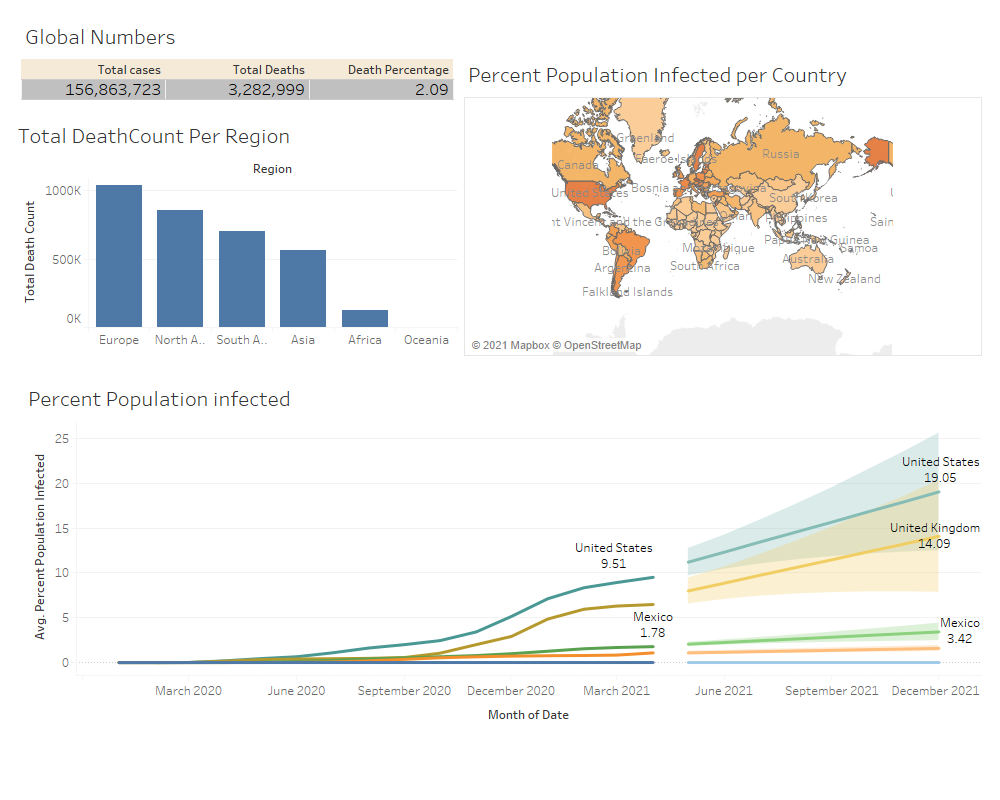 Global Numbers
Total cases Total Deaths Death Percentage
156,863,723 3,282,999 2.09
Percent Population Infected per Country
Greenland
Faeroe Islands
Russia
Canada
United States
Bosnia a
South Korea
U
nt Vincent and the G
Philippines
Sain
Papua New Guinea
Samoa
Mozambique
Bolivia
Australia
Argentina
South Africa
New Zealand
Falkland Islands
© 2021 Mapbox © OpenStreetMap
Total DeathCount Per Region
Region
Total Death Count
1000K
500K
0K
Europe North A.. South A.. Asia Africa Oceania
Percent Population infected
Avg. Percent Population Infected
25
20
15
10
5
0
United States
9.51
Mexico
1.78
United States
19.05
United Kingdom
14.09
Mexico
3.42
March 2020 June 2020 September 2020 December 2020 March 2021 June 2021 September 2021 December 2021
Month of Date